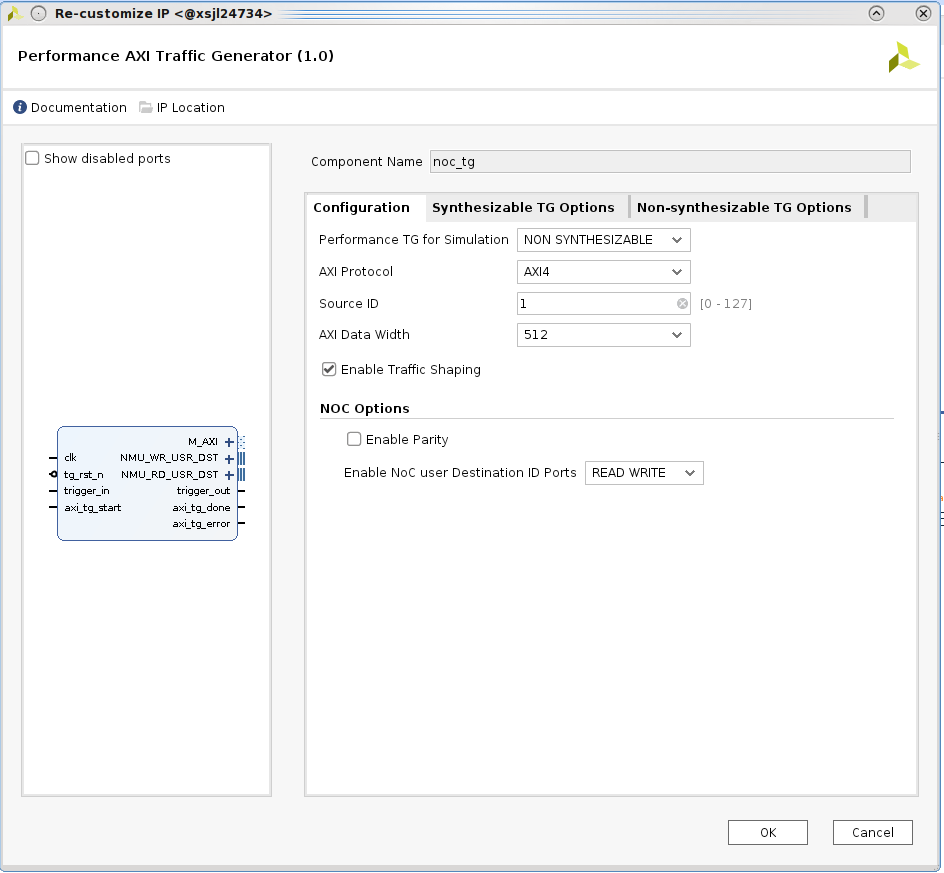 Re-customize IP <@xsjl24734>
Performance AXI Traffic Generator (1.0)
Documentation IP Location
Show disabled ports
Component Name noc_tg
Configuration Synthesizable TG Options Non-synthesizable TG Options
Performance TG for Simulation NON SYNTHESIZABLE
AXI Protocol AXI4
Source ID 1 [0 - 127]
AXI Data Width 512
Enable Traffic Shaping
NOC Options
Enable Parity
Enable NoC user Destination ID Ports READ WRITE
M_AXI
clk NMU_WR_USR_DST
tg_rst_n NMU_RD_USR_DST
trigger_in trigger_out
axi_tg_start axi_tg_done
axi_tg_error
OK Cancel